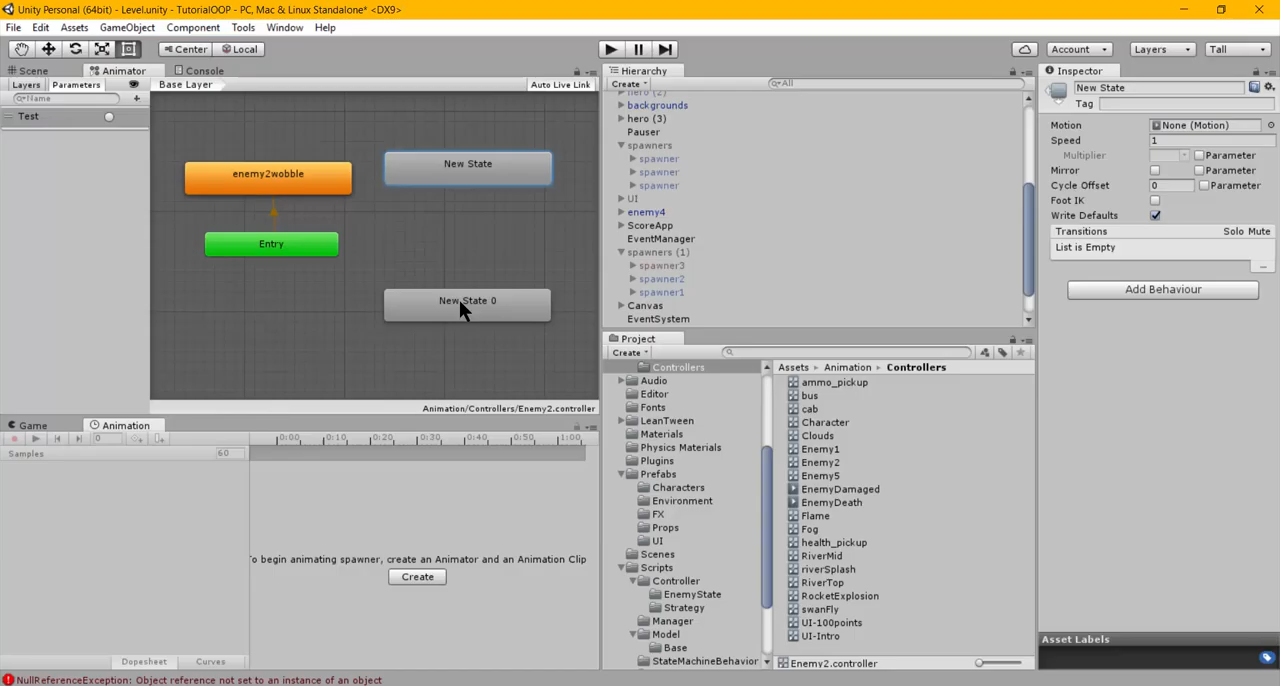 Unity Personal (64bit) - Level.unity - TutorialOOP - PC, Mac & Linux Standalone* <DX9>
File Edit Assets GameObject Component Tools Window Help
Center Local Account Layers Tall
Scene Animator Console
Layers Parameters Base Layer Auto Live Link
Name
Test
enemy2wobble
New State
Entry
New State 0
Animation/Controllers/Enemy2.controller
Game Animation
0 0:00 0:10 0:20 0:30 0:40 0:50 1:00
Samples 60
To begin animating spawner, create an Animator and an Animation Clip
Create
Dopesheet Curves
NullReferenceException: Object reference not set to an instance of an object
Hierarchy
Create All
hero (2)
backgrounds
hero (3)
Pauser
spawners
spawner
spawner
spawner
UI
enemy4
ScoreApp
EventManager
spawners (1)
spawner3
spawner2
spawner1
Canvas
EventSystem
Project
Create
Controllers
Audio
Editor
Fonts
LeanTween
Materials
Physics Materials
Plugins
Prefabs
Characters
Environment
FX
Props
UI
Scenes
Scripts
Controller
EnemyState
Strategy
Manager
Model
Base
StateMachineBehavior
Assets Animation Controllers
ammo_pickup
bus
cab
Character
Clouds
Enemy1
Enemy2
Enemy5
EnemyDamaged
EnemyDeath
Flame
Fog
health_pickup
RiverMid
riverSplash
RiverTop
RocketExplosion
swanFly
UI-100points
UI-Intro
Enemy2.controller
Inspector
New State
Tag
Motion None (Motion)
Speed 1
Multiplier Parameter
Mirror Parameter
Cycle Offset 0 Parameter
Foot IK
Write Defaults
Transitions Solo Mute
List is Empty
Add Behaviour
Asset Labels